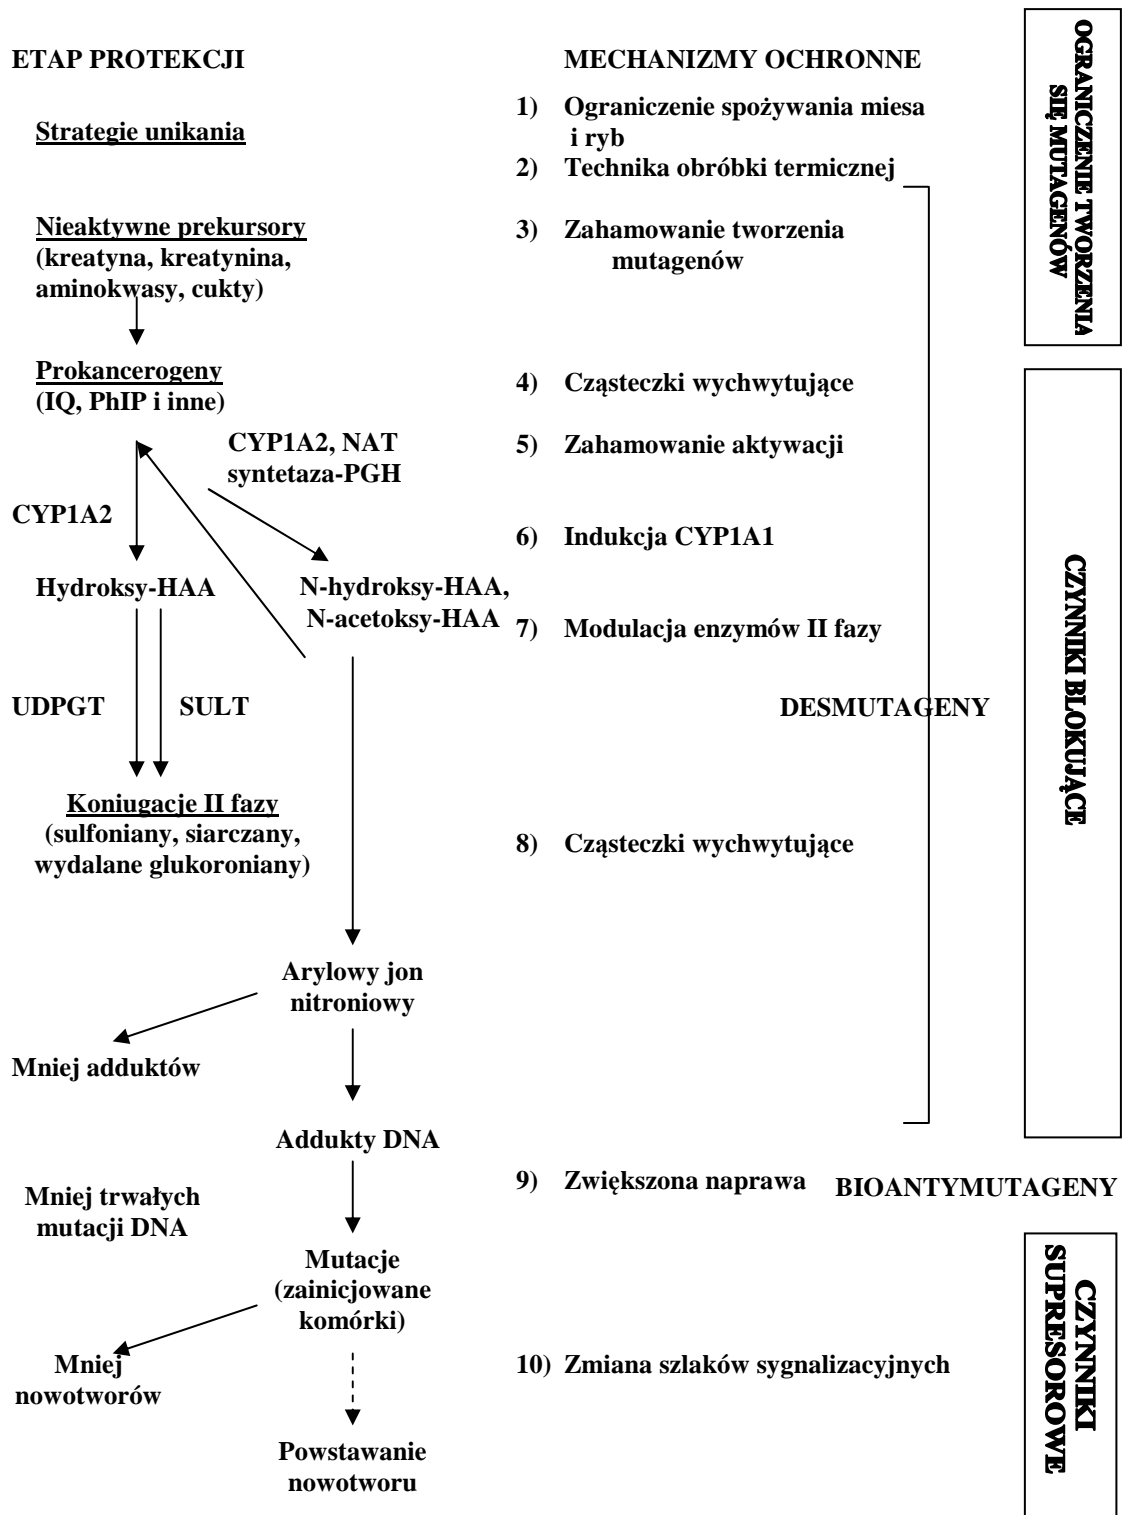 ETAP PROTEKCJI
MECHANIZMY OCHRONNE
Strategie unikania
1) Ograniczenie spożywania miesa
i ryb
2) Technika obróbki termicznej
Nieaktywne prekursory
(kreatyna, kreatynina,
aminokwasy, cukty)
3) Zahamowanie tworzenia
mutagenów
OGRANICZENIE TWORZENIA
SIĘ MUTAGENÓW
Prokancerogeny
(IQ, PhIP i inne)
4) Cząsteczki wychwytujące
CYP1A2, NAT
syntetaza-PGH
5) Zahamowanie aktywacji
CYP1A2
6) Indukcja CYP1A1
Hydroksy-HAA
N-hydroksy-HAA,
N-acetoksy-HAA
7) Modulacja enzymów II fazy
UDPGT
SULT
DESMUTAGENY
CZYNNIKI BLOKUJĄCE
Koniugacje II fazy
(sulfoniany, siarczany,
wydalane glukoroniany)
8) Cząsteczki wychwytujące
Arylowy jon
nitroniowy
Mniej adduktów
Addukty DNA
9) Zwiększona naprawa
BIOANTYMUTAGENY
Mniej trwałych
mutacji DNA
Mutacje
(zainicjowane
komórki)
Mniej
nowotworów
10) Zmiana szlaków sygnalizacyjnych
CZYNNIKI
SUPRESOROWE
Powstawanie
nowotworu